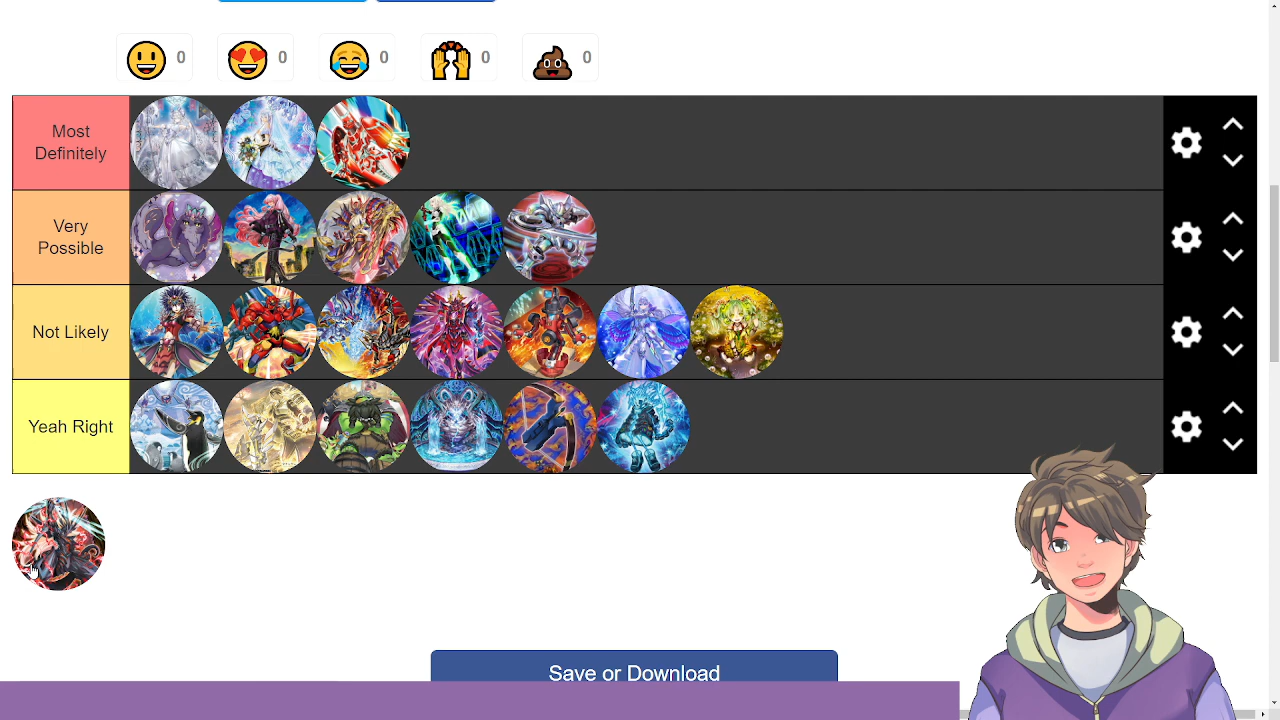 0 0 0 0 0
Most
Definitely
Very
Possible
Not Likely
Yeah Right
Save or Download